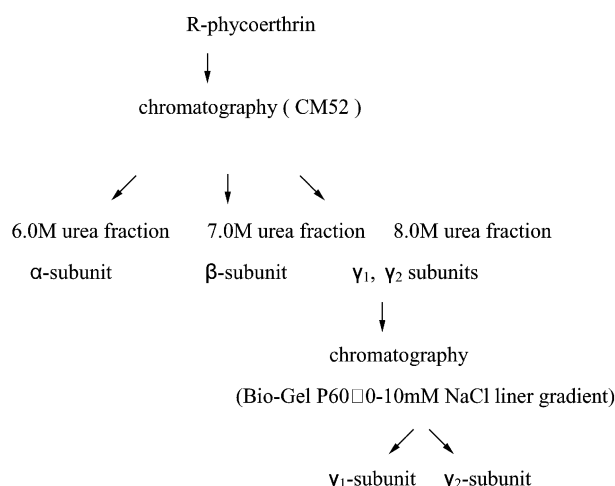 R-phycoerthrin
chromatography ( CM52 )
6.0M urea fraction 7.0M urea fraction 8.0M urea fraction
α-subunit β-subunit γ₁, γ₂ subunits
chromatography
(Bio-Gel P60□0-10mM NaCl liner gradient)
γ₁-subunit γ₂-subunit